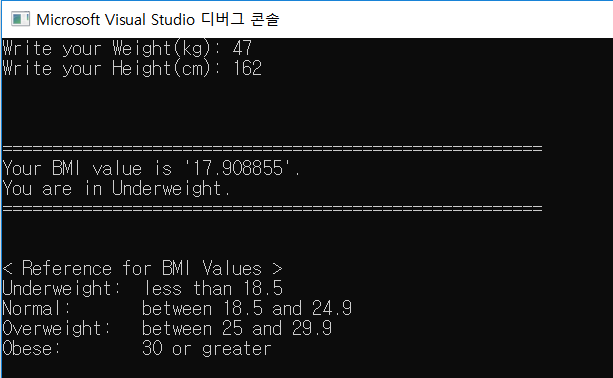 Microsoft Visual Studio 디버그 콘솔
Write your Weight(kg): 47
Write your Height(cm): 162
======================================================
Your BMI value is '17.908855'.
You are in Underweight.
======================================================
< Reference for BMI Values >
Underweight:  less than 18.5
Normal:       between 18.5 and 24.9
Overweight:   between 25 and 29.9
Obese:        30 or greater